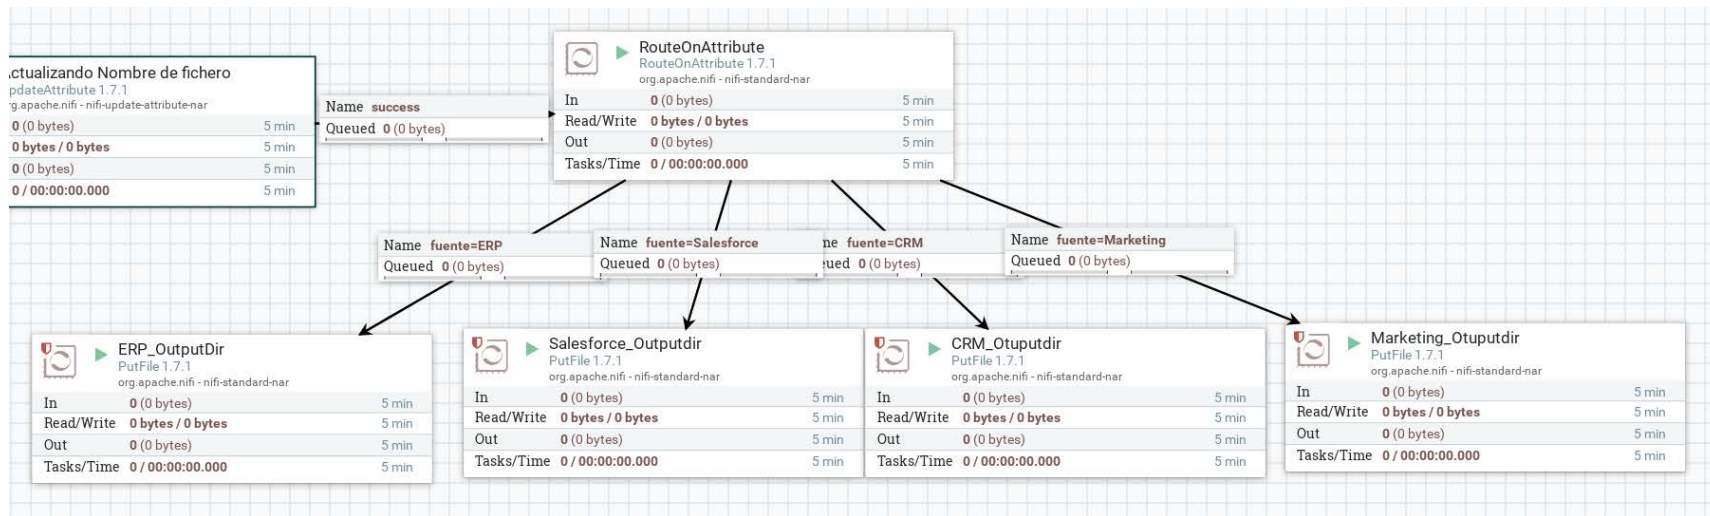 ctualizando Nombre de fichero
pdateAttribute 1.7.1
rg.apache.nifi - nifi-update-attribute-nar
0 (0 bytes) 5 min
0 bytes / 0 bytes 5 min
0 (0 bytes) 5 min
0 / 00:00:00.000 5 min
Name success
Queued 0 (0 bytes)
RouteOnAttribute
RouteOnAttribute 1.7.1
org.apache.nifi - nifi-standard-nar
In 0 (0 bytes) 5 min
Read/Write 0 bytes / 0 bytes 5 min
Out 0 (0 bytes) 5 min
Tasks/Time 0 / 00:00:00.000 5 min
Name fuente=ERP
Queued 0 (0 bytes)
Name fuente=Salesforce
Queued 0 (0 bytes)
me fuente=CRM
ued 0 (0 bytes)
Name fuente=Marketing
Queued 0 (0 bytes)
ERP_OutputDir
PutFile 1.7.1
org.apache.nifi - nifi-standard-nar
In 0 (0 bytes) 5 min
Read/Write 0 bytes / 0 bytes 5 min
Out 0 (0 bytes) 5 min
Tasks/Time 0 / 00:00:00.000 5 min
Salesforce_Outputdir
PutFile 1.7.1
org.apache.nifi - nifi-standard-nar
In 0 (0 bytes) 5 min
Read/Write 0 bytes / 0 bytes 5 min
Out 0 (0 bytes) 5 min
Tasks/Time 0 / 00:00:00.000 5 min
CRM_Otuputdir
PutFile 1.7.1
org.apache.nifi - nifi-standard-nar
In 0 (0 bytes) 5 min
Read/Write 0 bytes / 0 bytes 5 min
Out 0 (0 bytes) 5 min
Tasks/Time 0 / 00:00:00.000 5 min
Marketing_Otuputdir
PutFile 1.7.1
org.apache.nifi - nifi-standard-nar
In 0 (0 bytes) 5 min
Read/Write 0 bytes / 0 bytes 5 min
Out 0 (0 bytes) 5 min
Tasks/Time 0 / 00:00:00.000 5 min